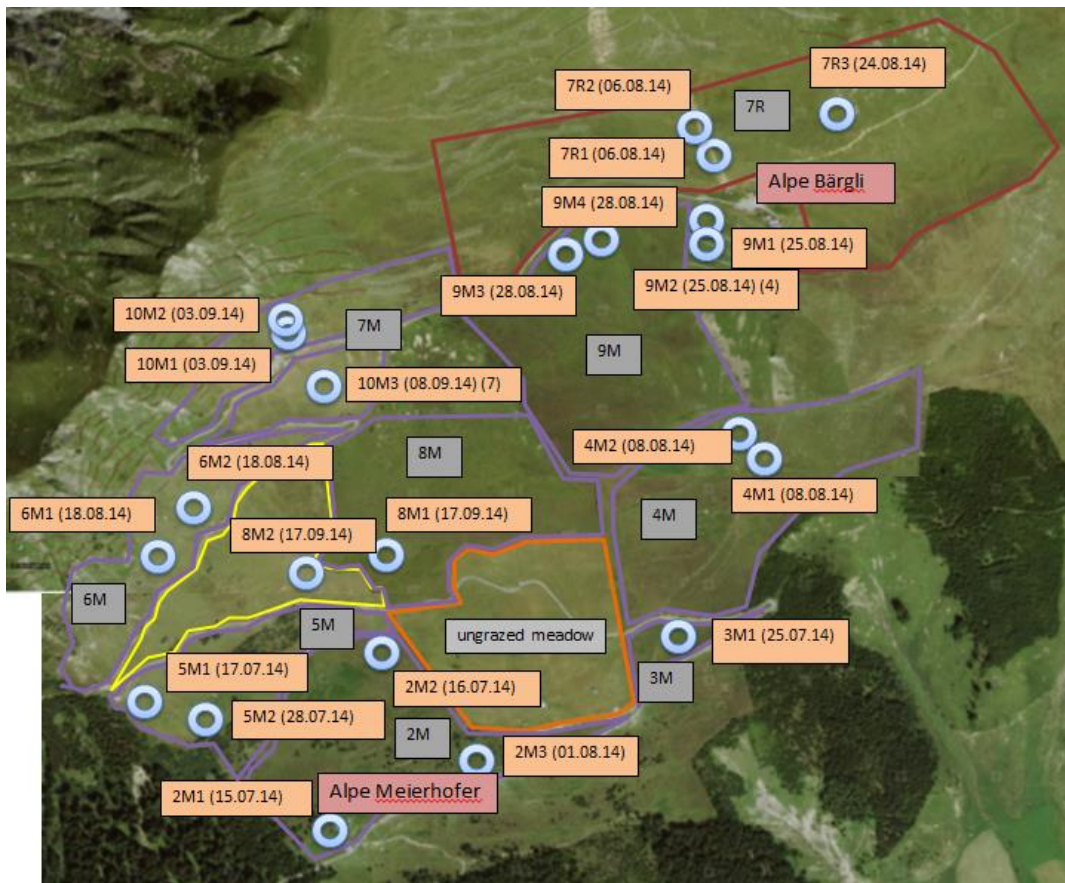 7R3 (24.08.14)
7R2 (06.08.14)
7R
7R1 (06.08.14)
Alpe Bärgli
9M4 (28.08.14)
9M1 (25.08.14)
9M3 (28.08.14)
9M2 (25.08.14) (4)
10M2 (03.09.14)
7M
10M1 (03.09.14)
9M
10M3 (08.09.14) (7)
4M2 (08.08.14)
8M
6M2 (18.08.14)
4M1 (08.08.14)
6M1 (18.08.14)
8M1 (17.09.14)
4M
8M2 (17.09.14)
6M
5M
ungrazed meadow
3M1 (25.07.14)
5M1 (17.07.14)
2M2 (16.07.14)
3M
5M2 (28.07.14)
2M
2M3 (01.08.14)
2M1 (15.07.14)
Alpe Meierhofer